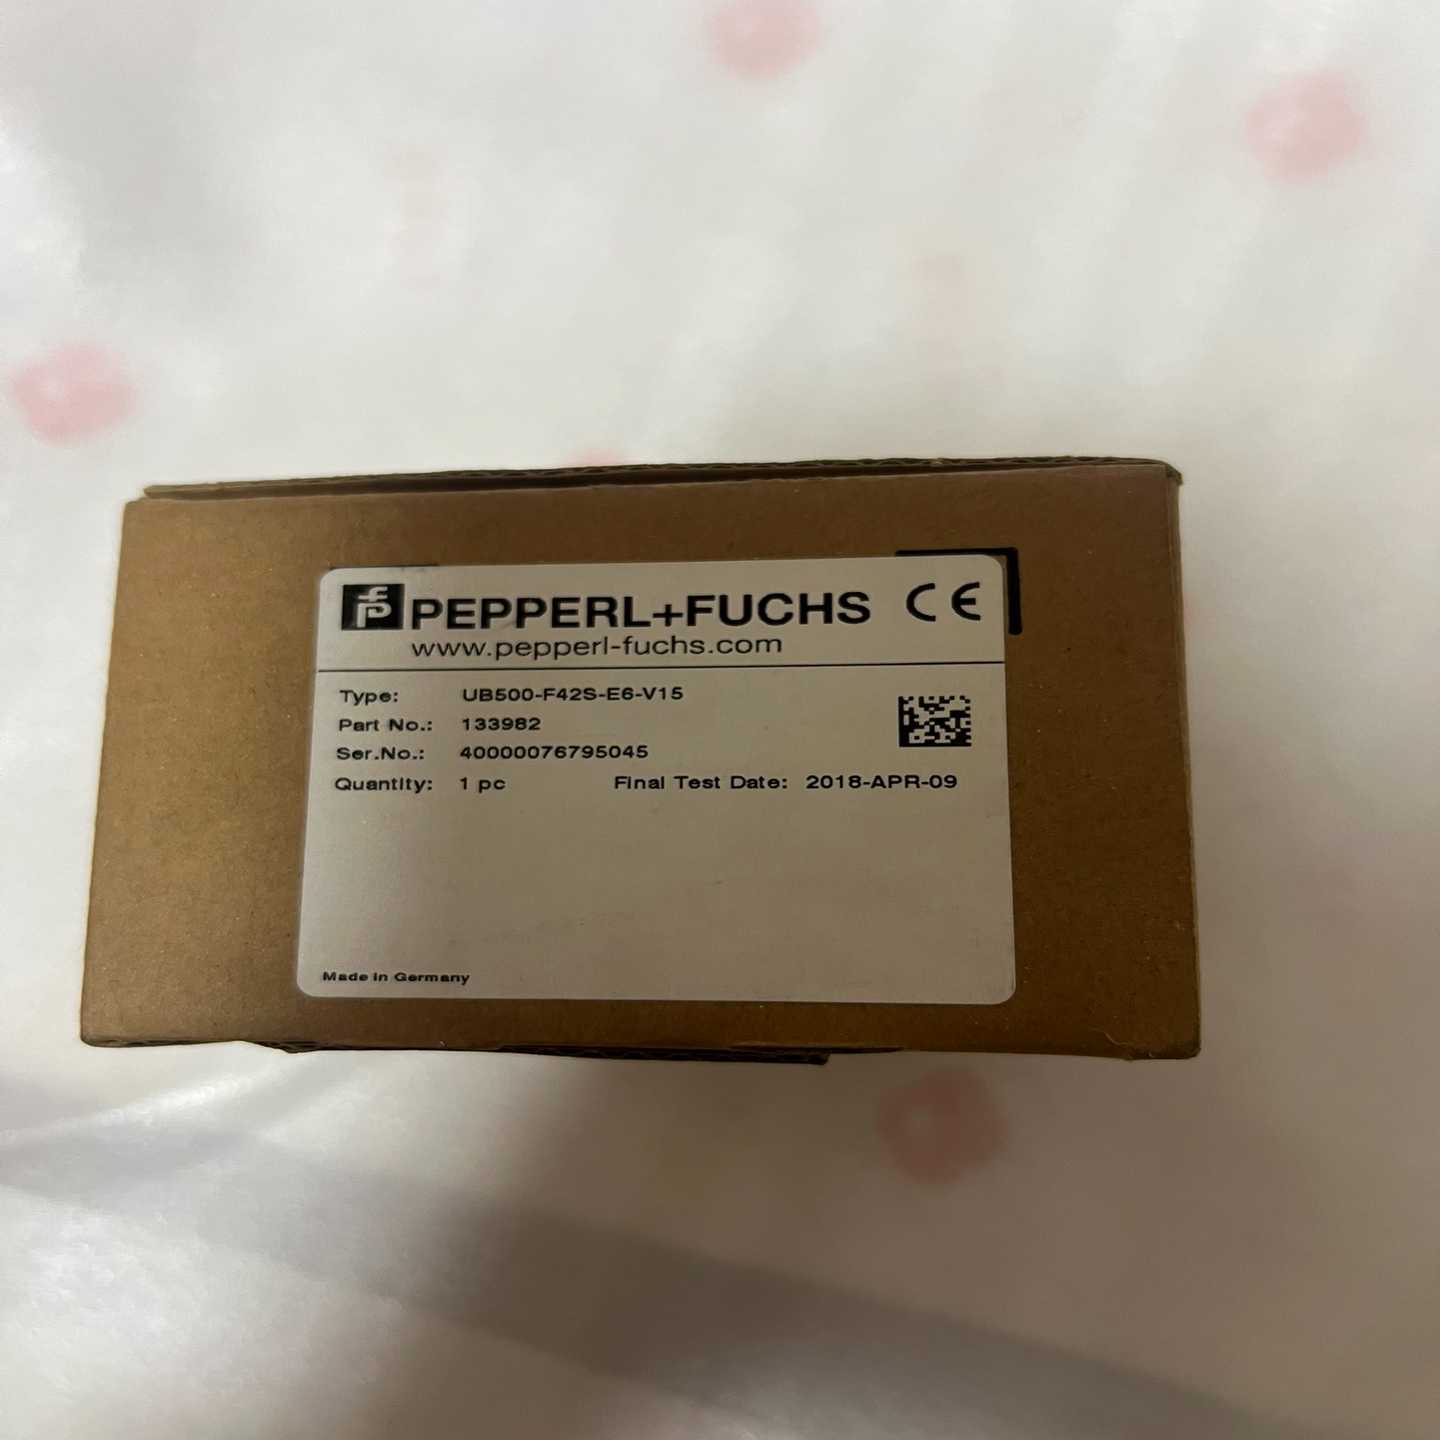 PEPPERL+FUCHS CE
www.pepperl-fuchs.com
Type: UB500-F42S-E6-V15
Part No.: 133982
Ser.No.: 40000076795045
Quantity: 1 pc Final Test Date: 2018-APR-09
Made in Germany